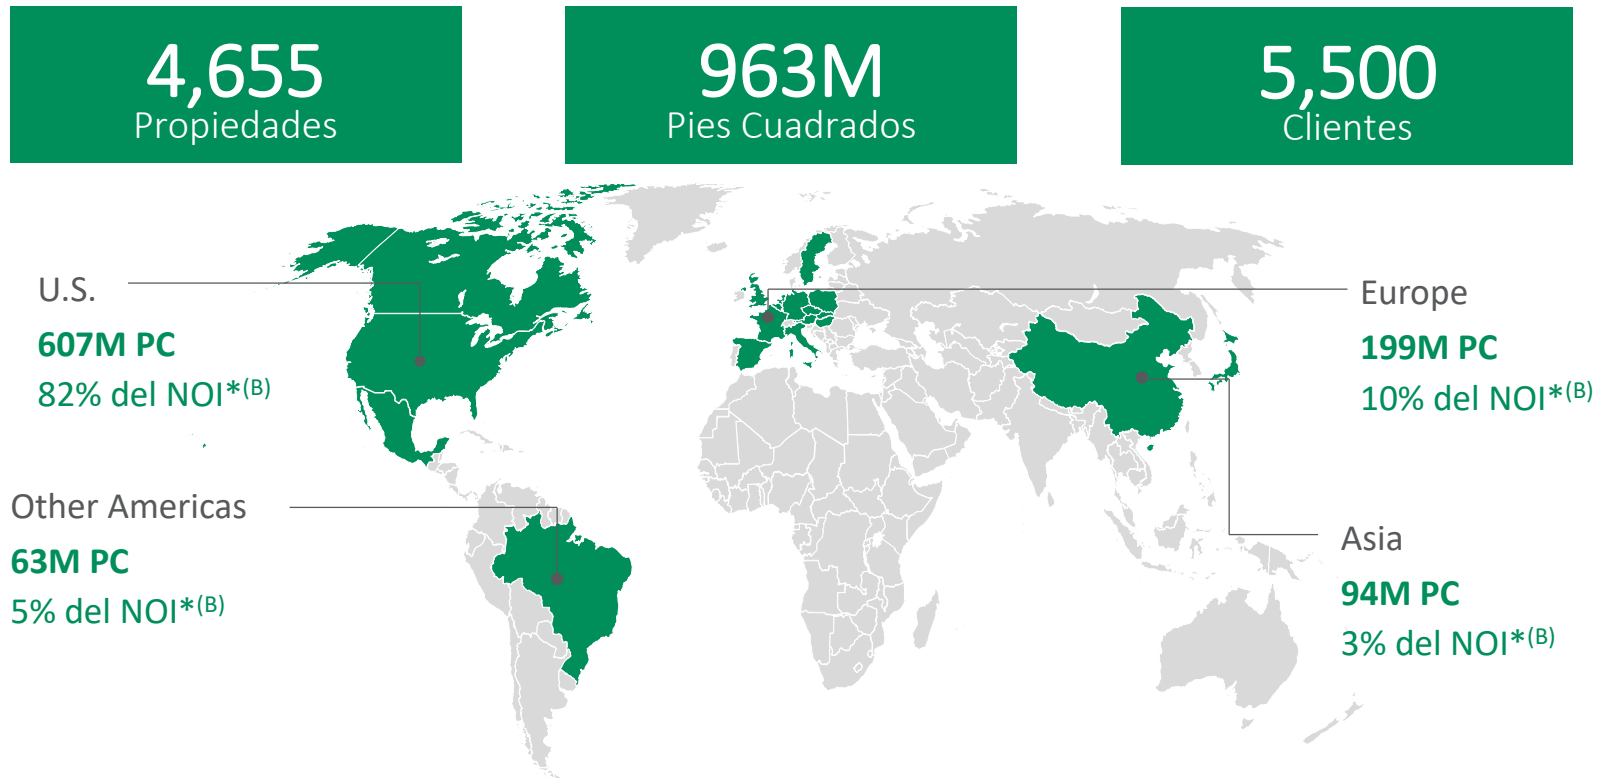 4,655
Propiedades
963M
Pies Cuadrados
5,500
Clientes
U.S.
607M PC
82% del NOI*(B)
Other Americas
63M PC
5% del NOI*(B)
Europe
199M PC
10% del NOI*(B)
Asia
94M PC
3% del NOI*(B)